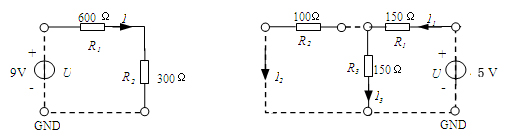 600 Ω I
R1
+
9V U
-
R2 300 Ω
GND
100Ω 150 Ω I1
R2 R1
+
I2 R3 150 Ω U 5 V
-
I3
GND